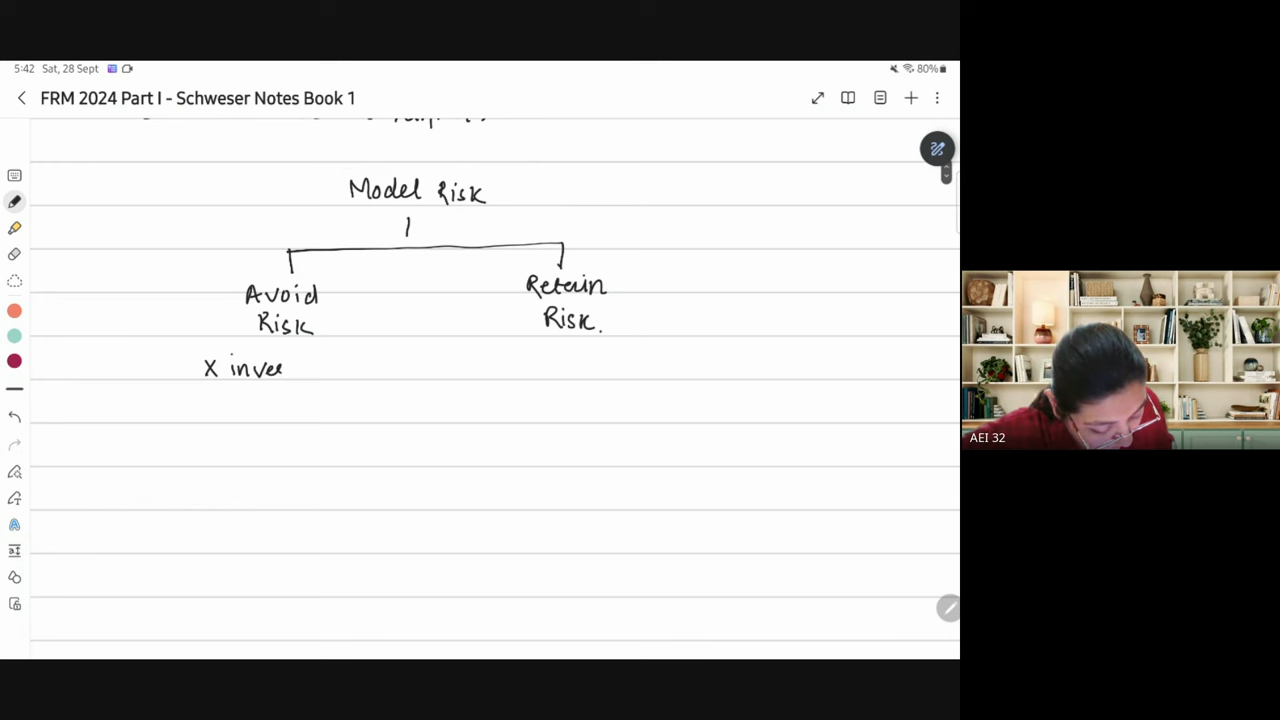 5:42 Sat, 28 Sept
80%
FRM 2024 Part I - Schweser Notes Book 1
Model Risk
Avoid
Risk
Retain
Risk.
X inve
AEI 32